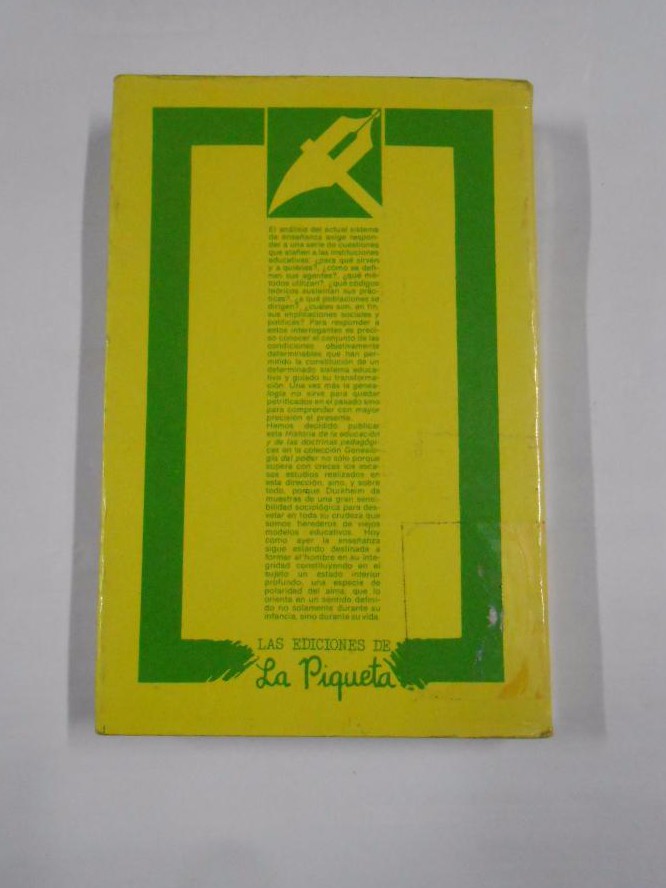 El análisis del actual sistema
de enseñanza exige respon-
der a una serie de cuestiones
que atañen a las instituciones
educativas: ¿para qué sirven
y a quiénes?, ¿cómo se defi-
nen sus agentes?, ¿qué mé-
todos utilizan?, ¿qué códigos
teóricos sustentan sus prác-
ticas?, ¿a qué poblaciones se
dirigen?, ¿cuáles son, en fin,
sus implicaciones sociales y
políticas? Para responder a
estos interrogantes es preci-
so conocer el conjunto de las
condiciones objetivamente
determinables que han per-
mitido la constitución de un
determinado sistema educa-
tivo y guiado su transforma-
ción. Una vez más la genea-
logía no sirve para quedar
petrificados en el pasado sino
para comprender con mayor
precisión el presente.
Hemos decidido publicar
esta Historia de la educación
y de las doctrinas pedagógi-
cas en la colección Genealo-
gía del poder no sólo porque
supera con creces los esca-
sos estudios realizados en
esta dirección, sino, y sobre
todo, porque Durkheim da
muestras de una gran sensi-
bilidad sociológica para des-
velar en toda su crudeza que
somos herederos de viejos
modelos educativos. Hoy
como ayer la enseñanza
sigue estando destinada a
formar al hombre en su inte-
gridad constituyendo en el
sujeto un estado interior
profundo, una especie de
polaridad del alma, que lo
orienta en un sentido defini-
do no solamente durante su
infancia, sino durante su vida.
LAS EDICIONES DE
La Piqueta